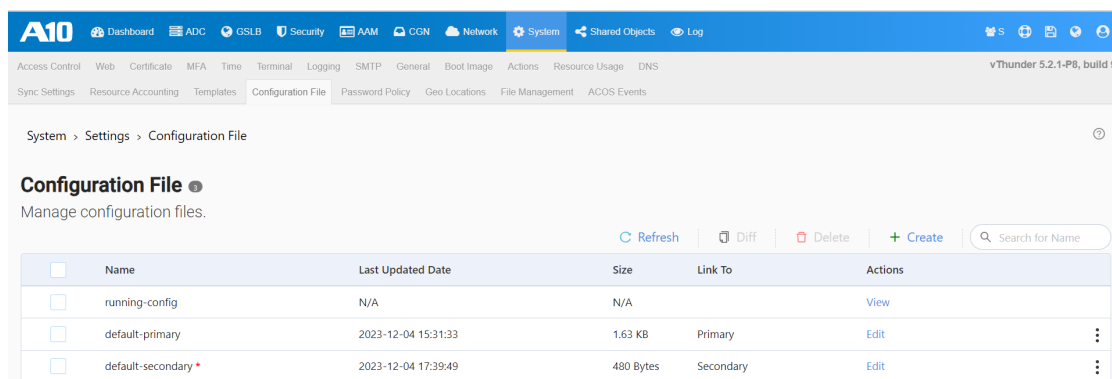 A10 Dashboard ADC GSLB Security AAM CGN Network System Shared Objects Log S
Access Control Web Certificate MFA Time Terminal Logging SMTP General Boot Image Actions Resource Usage DNS vThunder 5.2.1-P8, build
Sync Settings Resource Accounting Templates Configuration File Password Policy Geo Locations File Management ACOS Events
System > Settings > Configuration File
Configuration File 3
Manage configuration files.
Refresh Diff Delete + Create Search for Name
Name Last Updated Date Size Link To Actions
running-config N/A N/A View
default-primary 2023-12-04 15:31:33 1.63 KB Primary Edit
default-secondary * 2023-12-04 17:39:49 480 Bytes Secondary Edit